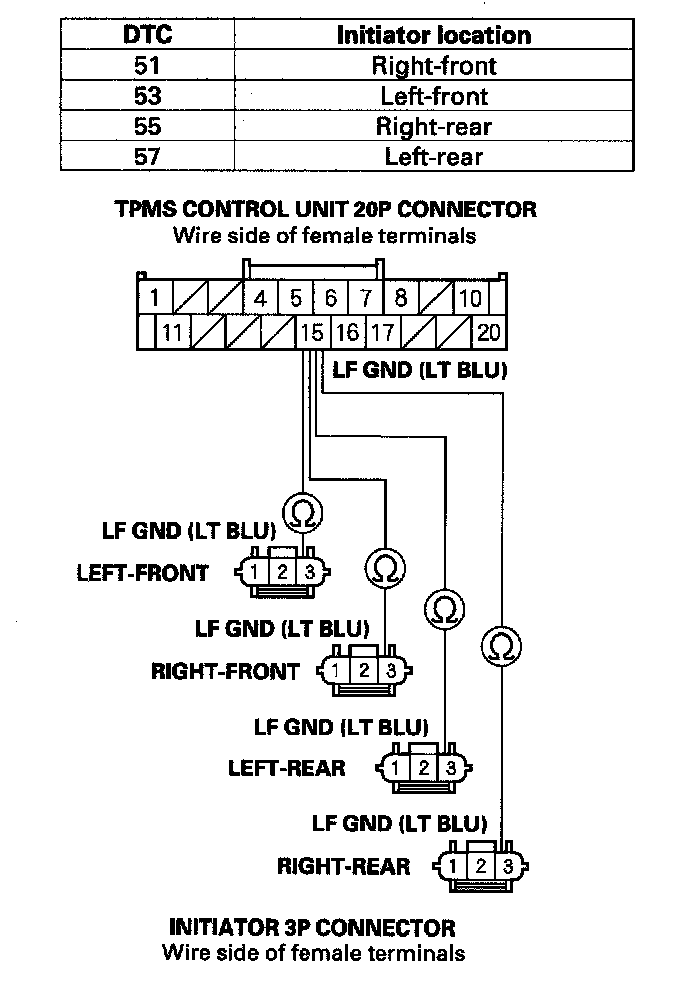 DTC Initiator location
51 Right-front
53 Left-front
55 Right-rear
57 Left-rear
TPMS CONTROL UNIT 20P CONNECTOR
Wire side of female terminals
1 4 5 6 7 8 10
11 15 16 17 20
LF GND (LT BLU)
Ω
LF GND (LT BLU)
LEFT-FRONT 1 2 3
Ω
LF GND (LT BLU)
RIGHT-FRONT 1 2 3
Ω
Ω
LF GND (LT BLU)
LEFT-REAR 1 2 3
LF GND (LT BLU)
RIGHT-REAR 1 2 3
INITIATOR 3P CONNECTOR
Wire side of female terminals